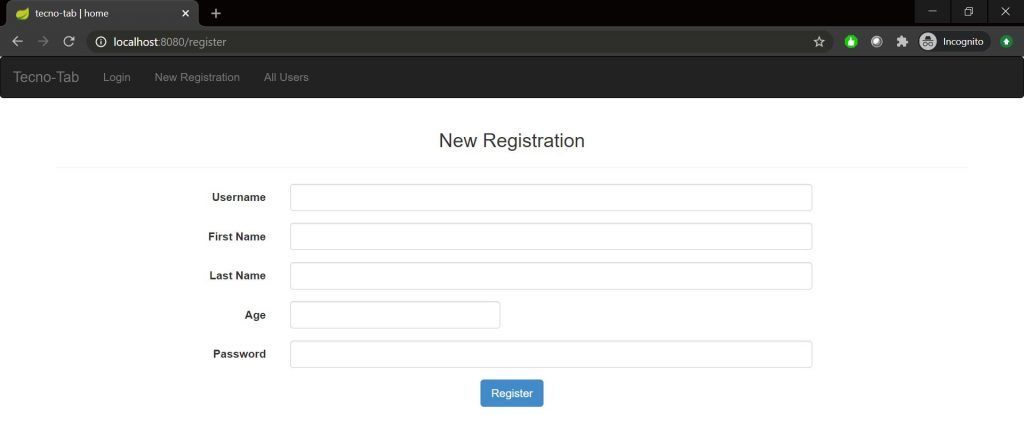 tecno-tab | home
localhost:8080/register
Incognito
Tecno-Tab Login New Registration All Users
New Registration
Username
First Name
Last Name
Age
Password
Register